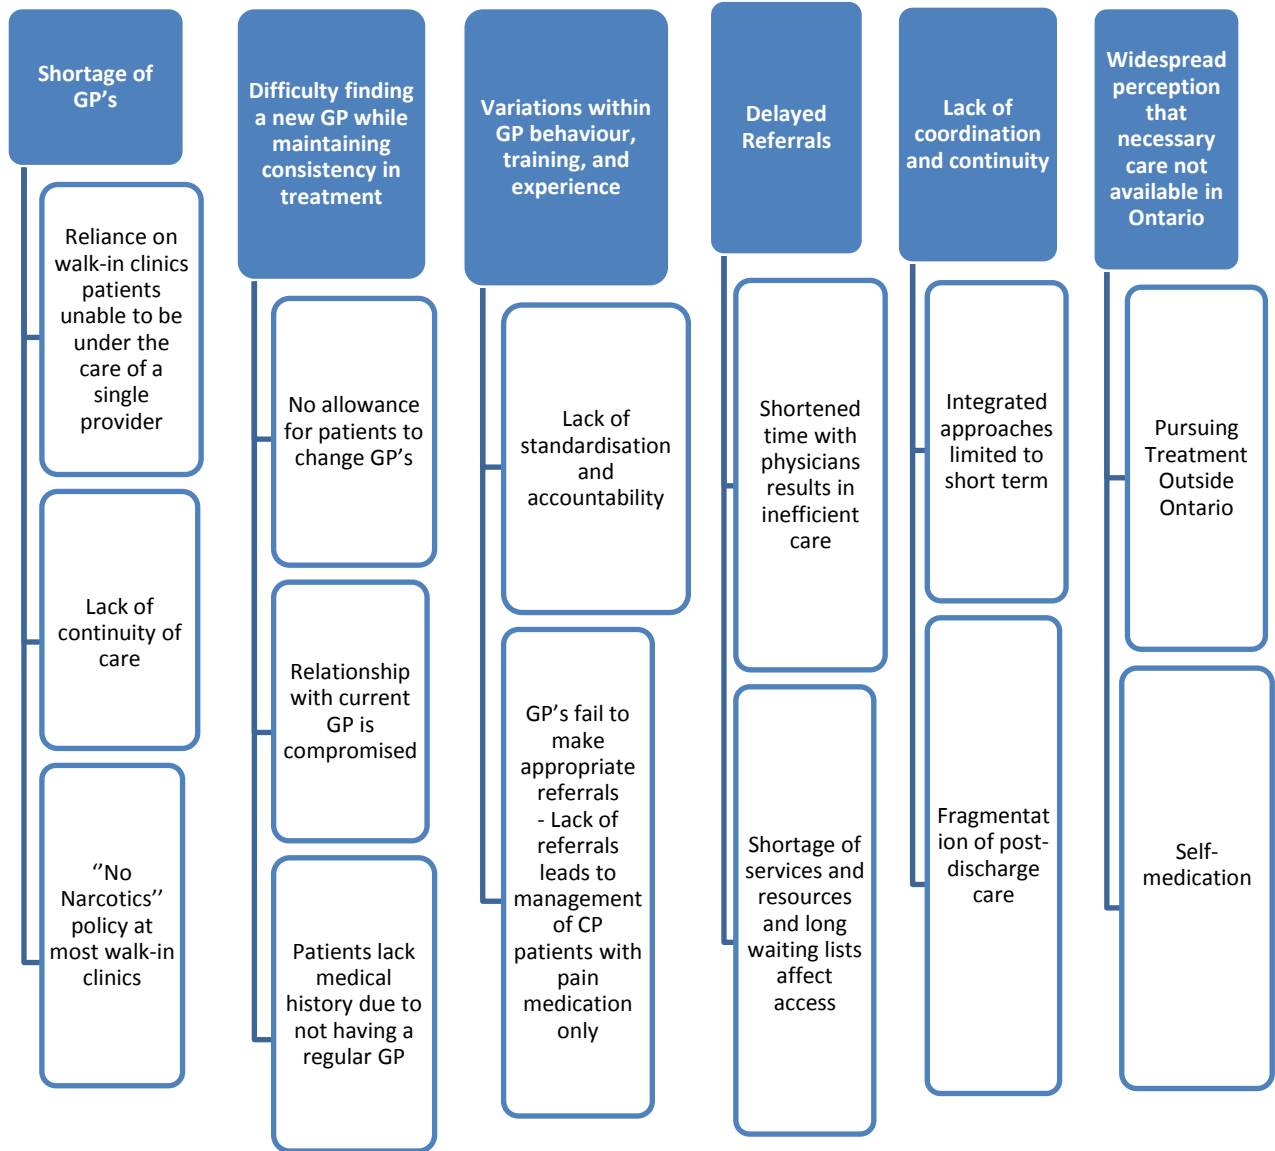 Shortage of
GP's
Reliance on
walk-in clinics
patients
unable to be
under the
care of a
single
provider
Lack of
continuity of
care
‘’No
Narcotics’’
policy at
most walk-in
clinics
Difficulty finding
a new GP while
maintaining
consistency in
treatment
No allowance
for patients to
change GP's
Relationship
with current
GP is
compromised
Patients lack
medical
history due to
not having a
regular GP
Variations within
GP behaviour,
training, and
experience
Lack of
standardisation
and
accountability
GP's fail to
make
appropriate
referrals
- Lack of
referrals
leads to
management
of CP
patients with
pain
medication
only
Delayed
Referrals
Shortened
time with
physicians
results in
inefficient
care
Shortage of
services and
resources
and long
waiting lists
affect
access
Lack of
coordination
and continuity
Integrated
approaches
limited to
short term
Fragmentat
ion of post-
discharge
care
Widespread
perception
that
necessary
care not
available in
Ontario
Pursuing
Treatment
Outside
Ontario
Self-
medication